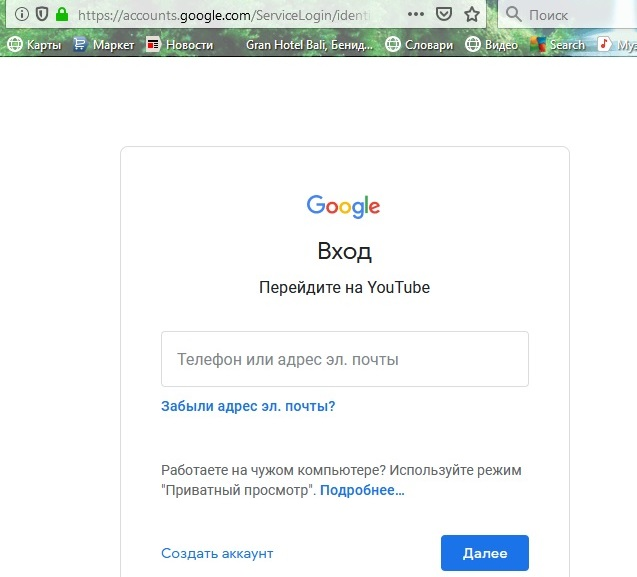 https://accounts.google.com/ServiceLogin/ident
Поиск
Карты Маркет Новости Gran Hotel Bali, Бенид... Словари Видео Search Муз
Google
Вход
Перейдите на YouTube
Телефон или адрес эл. почты
Забыли адрес эл. почты?
Работаете на чужом компьютере? Используйте режим
"Приватный просмотр". Подробнее...
Создать аккаунт Далее